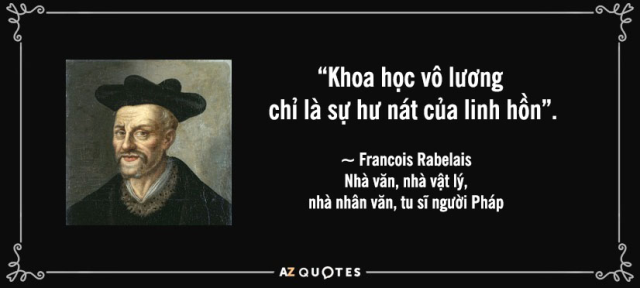 “Khoa học vô lương
chỉ là sự hư nát của linh hồn”.
~ Francois Rabelais
Nhà văn, nhà vật lý,
nhà nhân văn, tu sĩ người Pháp
AZ QUOTES